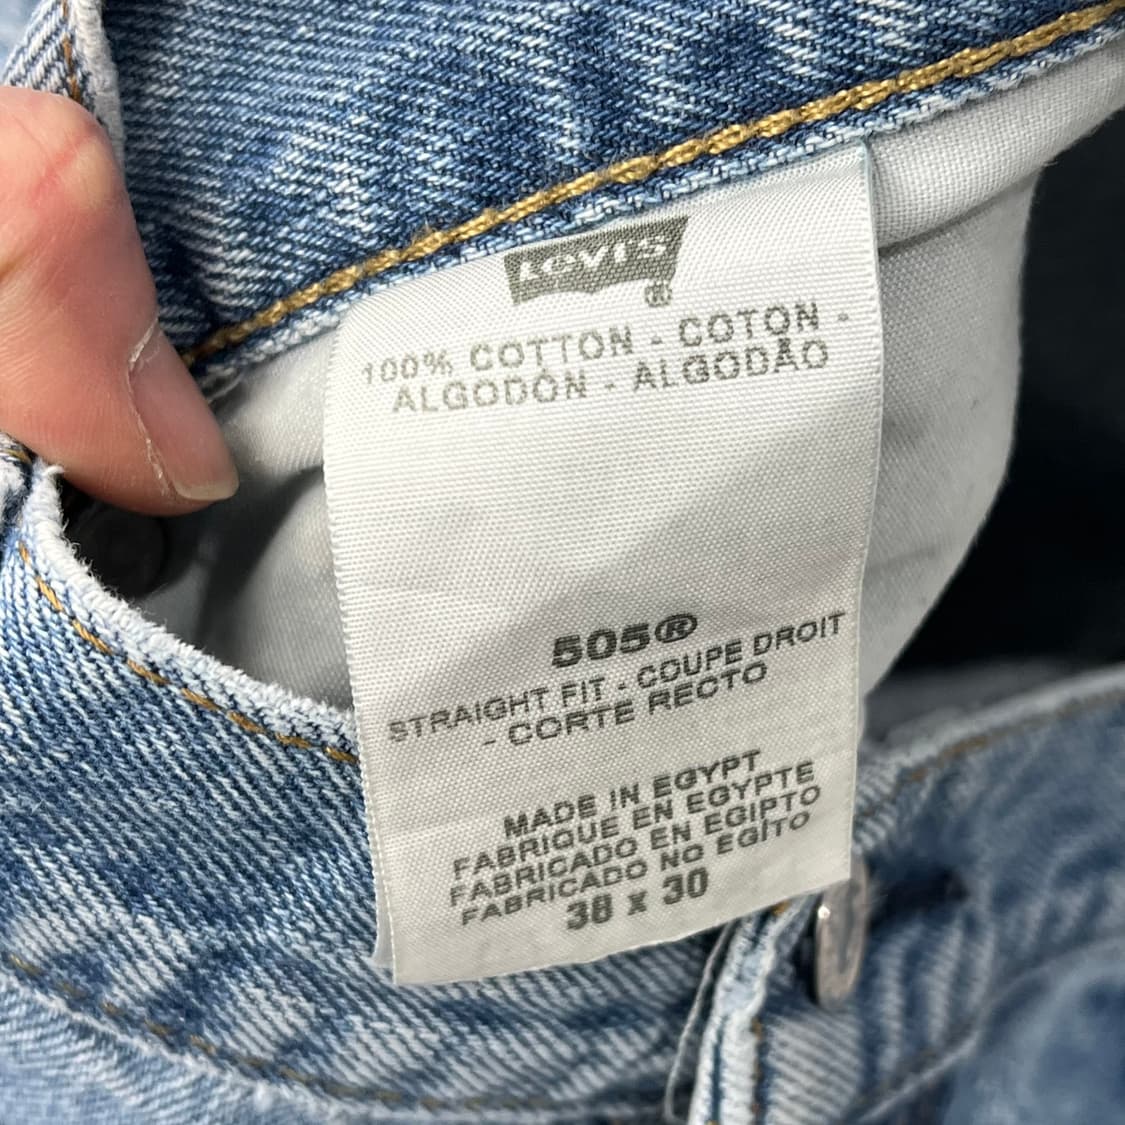 Levi's
®
100% COTTON - COTON -
ALGODÓN - ALGODÃO
505®
STRAIGHT FIT - COUPE DROIT
- CORTE RECTO
MADE IN EGYPT
FABRIQUE EN EGYPTE
FABRICADO EN EGIPTO
FABRICADO NO EGÍTO
38 X 30